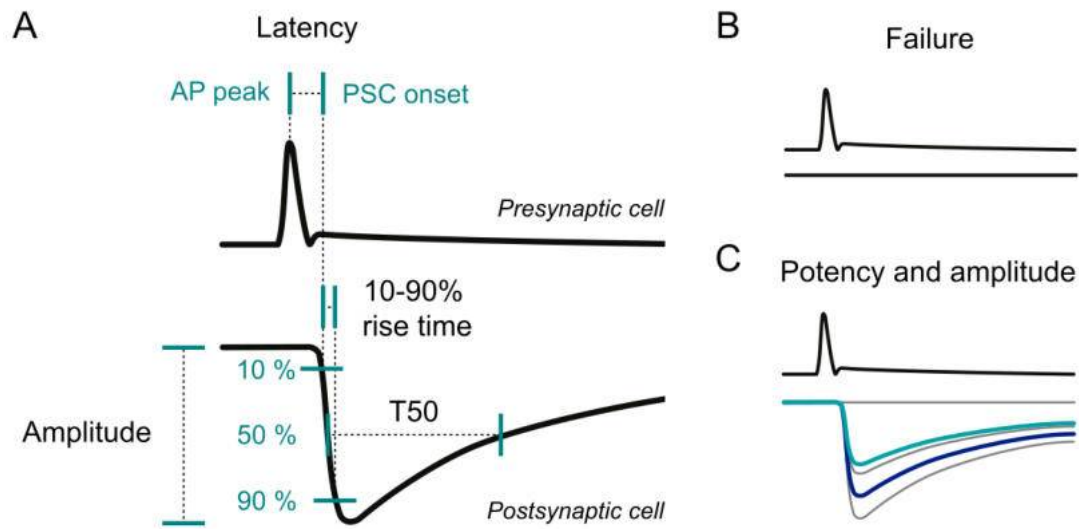 A
Latency
AP peak
PSC onset
Presynaptic cell
10-90%
rise time
10 %
T50
Amplitude
50 %
90 %
Postsynaptic cell
B
Failure
C
Potency and amplitude